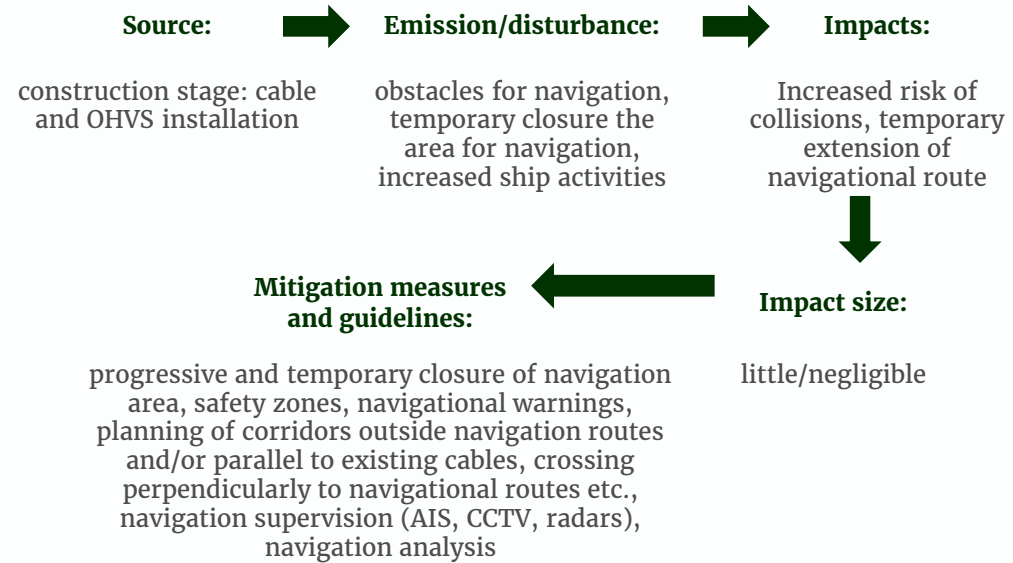 Source:
Emission/disturbance:
Impacts:
construction stage: cable
and OHVS installation
obstacles for navigation,
temporary closure the
area for navigation,
increased ship activities
Increased risk of
collisions, temporary
extension of
navigational route
Impact size:
little/negligible
Mitigation measures
and guidelines:
progressive and temporary closure of navigation
area, safety zones, navigational warnings,
planning of corridors outside navigation routes
and/or parallel to existing cables, crossing
perpendicularly to navigational routes etc.,
navigation supervision (AIS, CCTV, radars),
navigation analysis